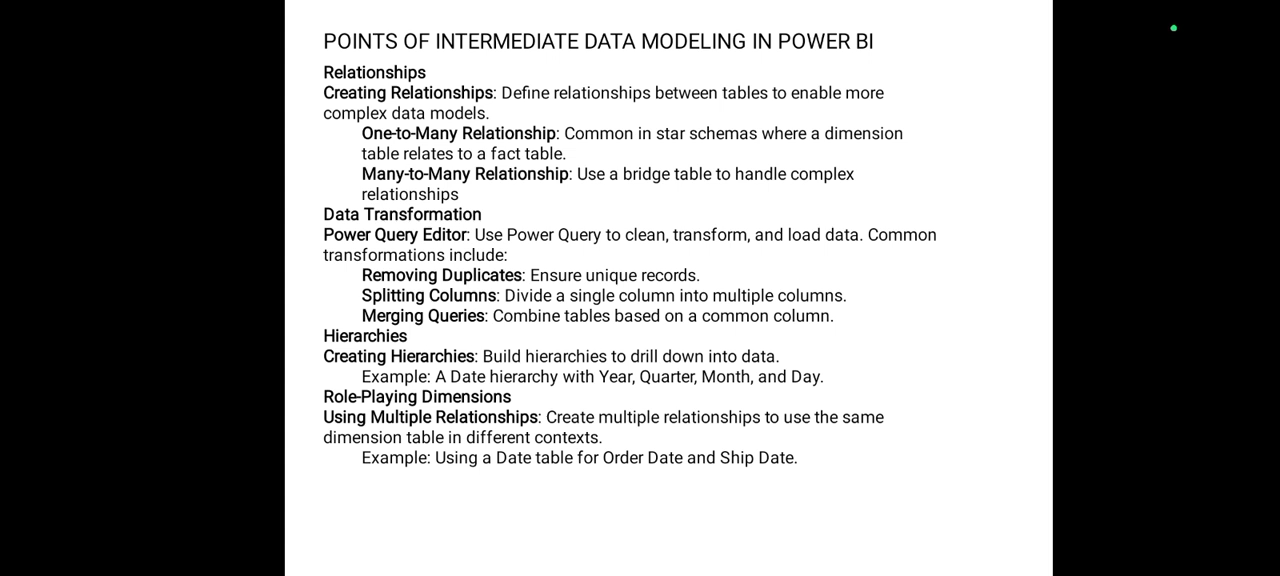 POINTS OF INTERMEDIATE DATA MODELING IN POWER BI
Relationships
Creating Relationships: Define relationships between tables to enable more
complex data models.
One-to-Many Relationship: Common in star schemas where a dimension
table relates to a fact table.
Many-to-Many Relationship: Use a bridge table to handle complex
relationships
Data Transformation
Power Query Editor: Use Power Query to clean, transform, and load data. Common
transformations include:
Removing Duplicates: Ensure unique records.
Splitting Columns: Divide a single column into multiple columns.
Merging Queries: Combine tables based on a common column.
Hierarchies
Creating Hierarchies: Build hierarchies to drill down into data.
Example: A Date hierarchy with Year, Quarter, Month, and Day.
Role-Playing Dimensions
Using Multiple Relationships: Create multiple relationships to use the same
dimension table in different contexts.
Example: Using a Date table for Order Date and Ship Date.